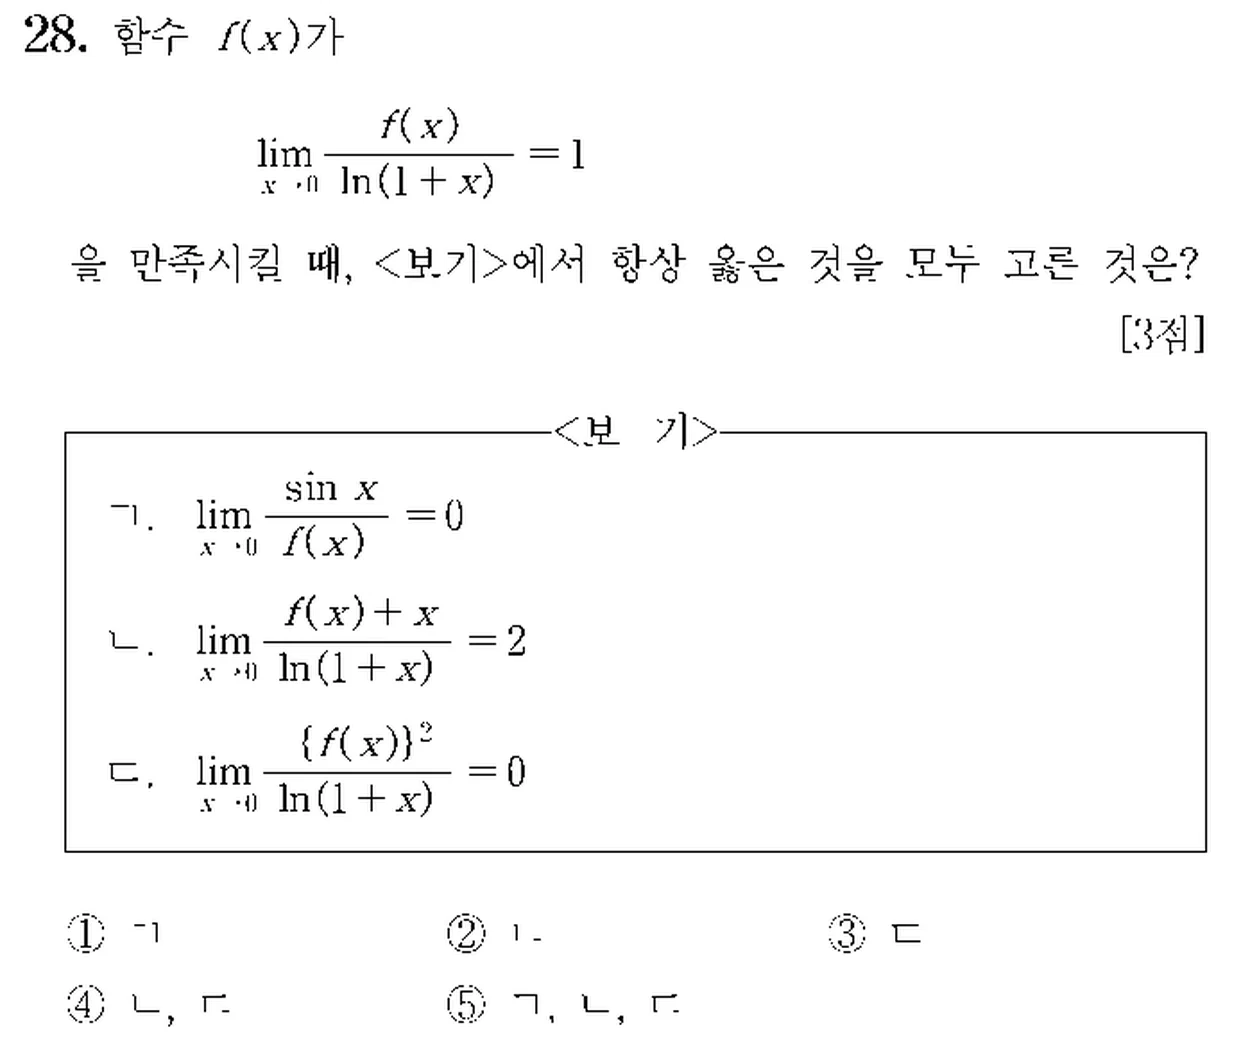 28. 함수 f(x)가
lim_{x→0} f(x)/ln(1+x) = 1
을 만족시킬 때, <보기>에서 항상 옳은 것을 모두 고른 것은?
[3점]
<보 기>
ㄱ. lim_{x→0} sin x/f(x) = 0
ㄴ. lim_{x→0} (f(x)+x)/ln(1+x) = 2
ㄷ. lim_{x→0} {f(x)}²/ln(1+x) = 0
① ㄱ ② ㄴ ③ ㄷ
④ ㄴ, ㄷ ⑤ ㄱ, ㄴ, ㄷ